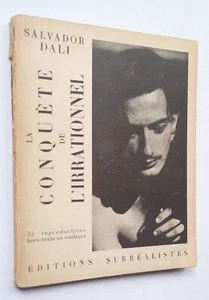 SALVADOR
DALI
LA
CONQUÊTE
DE
L'IRRATIONNEL
35 reproductions
hors-texte en couleurs
ÉDITIONS SURRÉALISTES